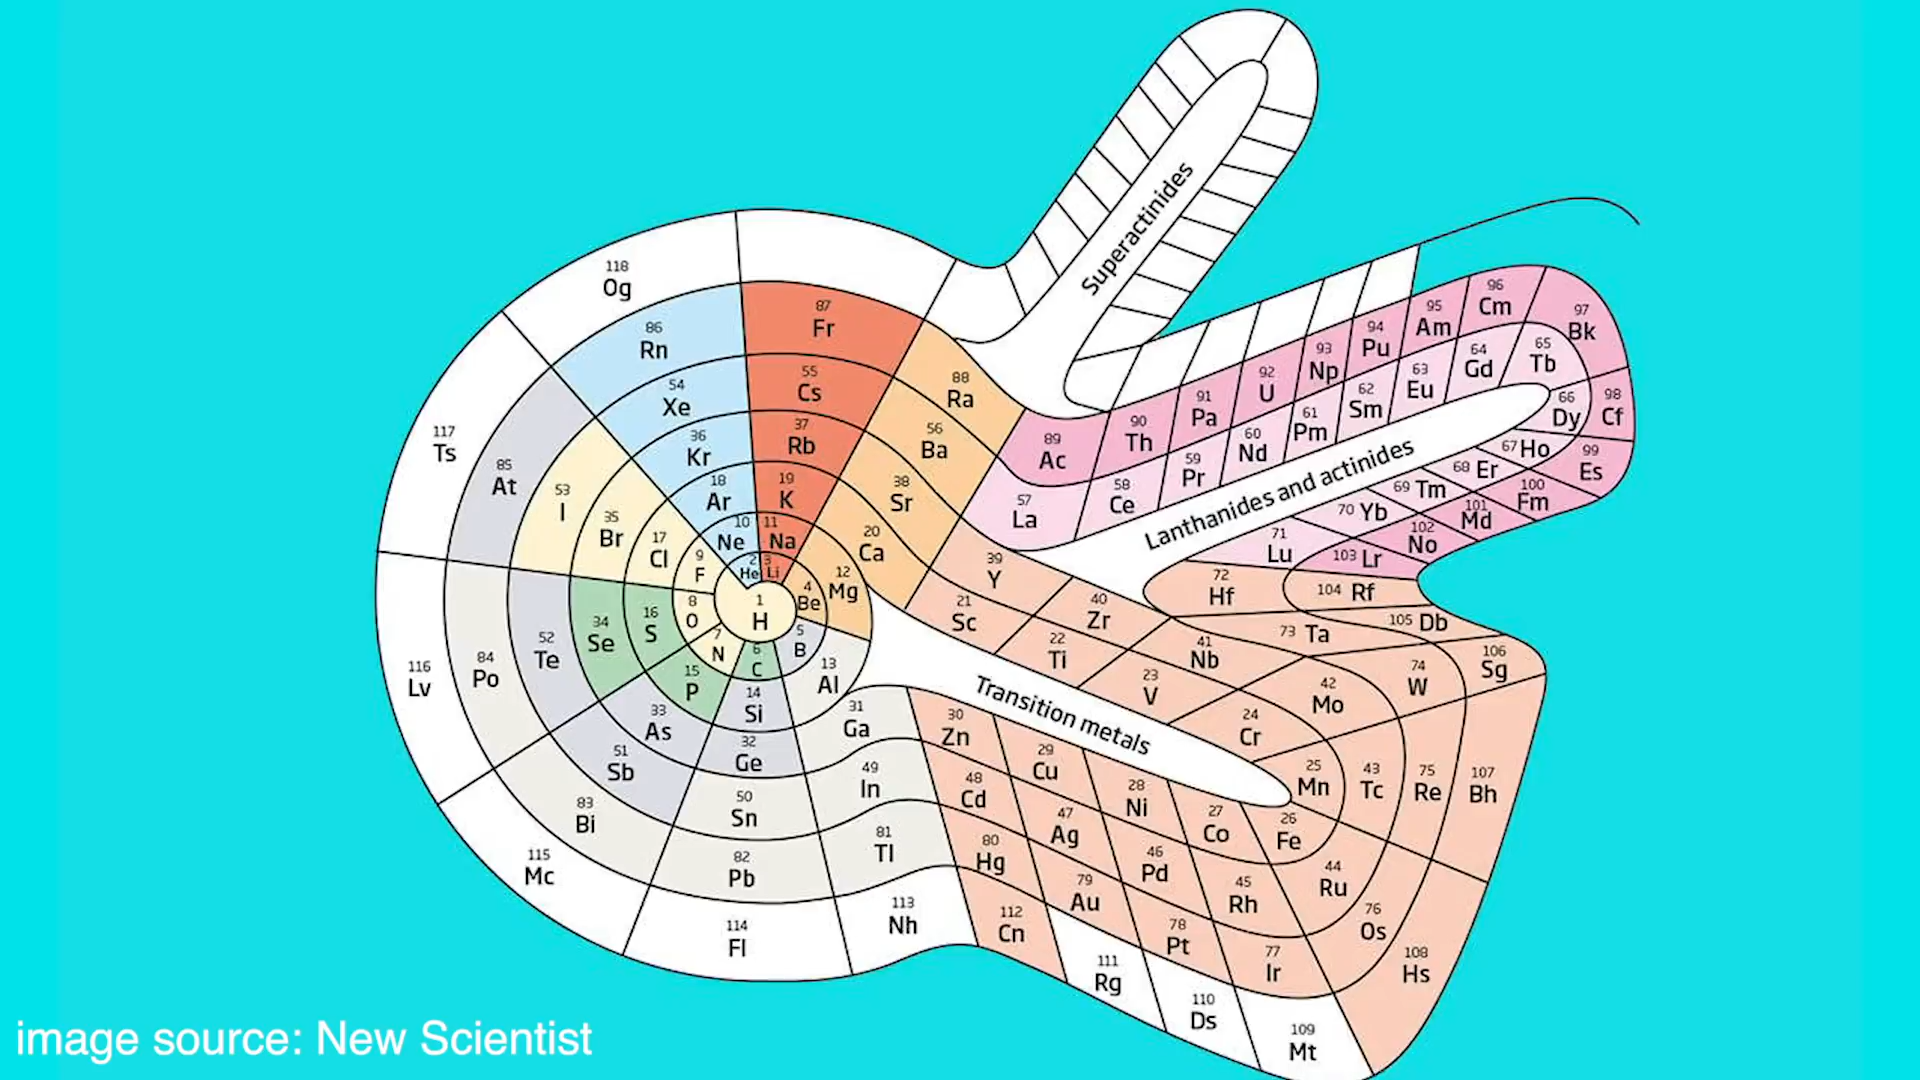 Superactinides
Lanthanides and actinides
Transition metals
1
H
2
He
3
Li
4
Be
5
B
6
C
7
N
8
O
9
F
10
Ne
11
Na
12
Mg
13
Al
14
Si
15
P
16
S
17
Cl
18
Ar
19
K
20
Ca
21
Sc
22
Ti
23
V
24
Cr
25
Mn
26
Fe
27
Co
28
Ni
29
Cu
30
Zn
31
Ga
32
Ge
33
As
34
Se
35
Br
36
Kr
37
Rb
38
Sr
39
Y
40
Zr
41
Nb
42
Mo
43
Tc
44
Ru
45
Rh
46
Pd
47
Ag
48
Cd
49
In
50
Sn
51
Sb
52
Te
53
I
54
Xe
55
Cs
56
Ba
57
La
58
Ce
59
Pr
60
Nd
61
Pm
62
Sm
63
Eu
64
Gd
65
Tb
66
Dy
67 Ho
68 Er
69 Tm
70 Yb
71
Lu
72
Hf
73 Ta
74
W
75
Re
76
Os
77
Ir
78
Pt
79
Au
80
Hg
81
Tl
82
Pb
83
Bi
84
Po
85
At
86
Rn
87
Fr
88
Ra
89
Ac
90
Th
91
Pa
92
U
93
Np
94
Pu
95
Am
96
Cm
97
Bk
98
Cf
99
Es
100
Fm
101
Md
102
No
103 Lr
104 Rf
105 Db
106
Sg
107
Bh
108
Hs
109
Mt
110
Ds
111
Rg
112
Cn
113
Nh
114
Fl
115
Mc
116
Lv
117
Ts
118
Og
image source: New Scientist